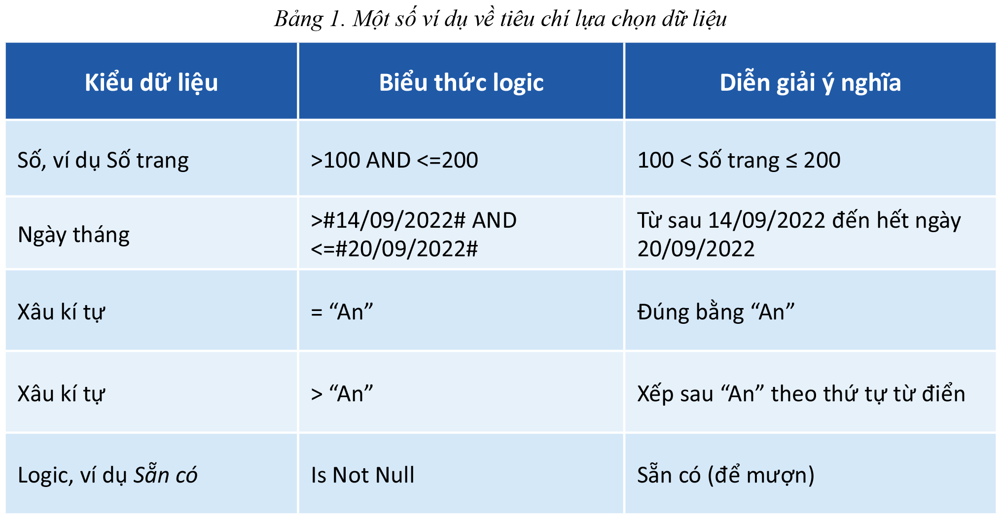 Bảng 1. Một số ví dụ về tiêu chí lựa chọn dữ liệu
Kiểu dữ liệu
Biểu thức logic
Diễn giải ý nghĩa
Số, ví dụ Số trang
>100 AND <=200
100 < Số trang ≤ 200
Ngày tháng
>#14/09/2022# AND
<=#20/09/2022#
Từ sau 14/09/2022 đến hết ngày
20/09/2022
Xâu kí tự
= “An”
Đúng bằng “An”
Xâu kí tự
> “An”
Xếp sau “An” theo thứ tự từ điển
Logic, ví dụ Sẵn có
Is Not Null
Sẵn có (để mượn)